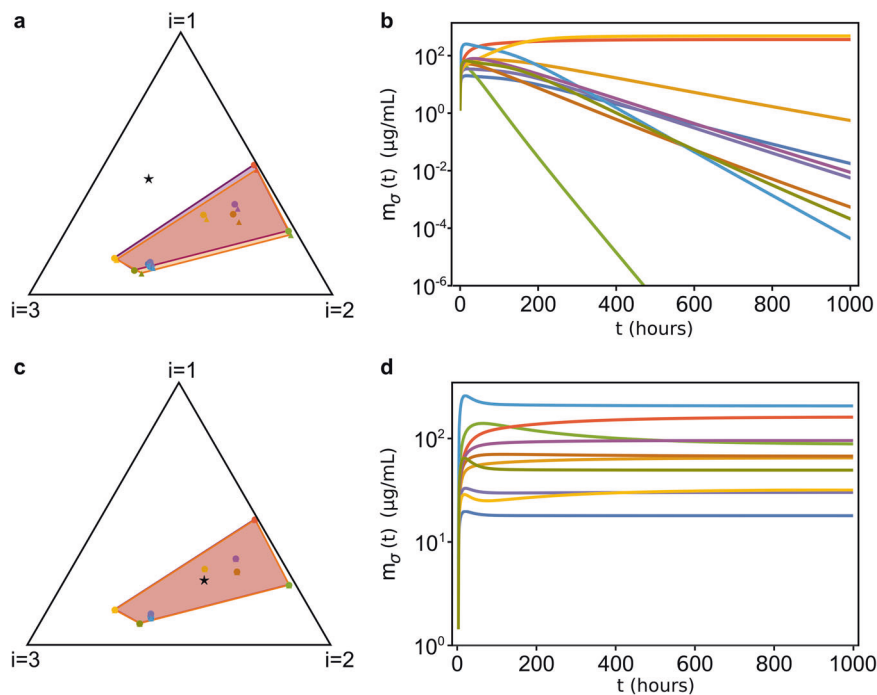 a
i=1
i=3
i=2
b
m_σ (t) (μg/mL)
10^2
10^0
10^-2
10^-4
10^-6
0
200
400
600
800
1000
t (hours)
c
i=1
i=3
i=2
d
m_σ (t) (μg/mL)
10^2
10^1
10^0
0
200
400
600
800
1000
t (hours)